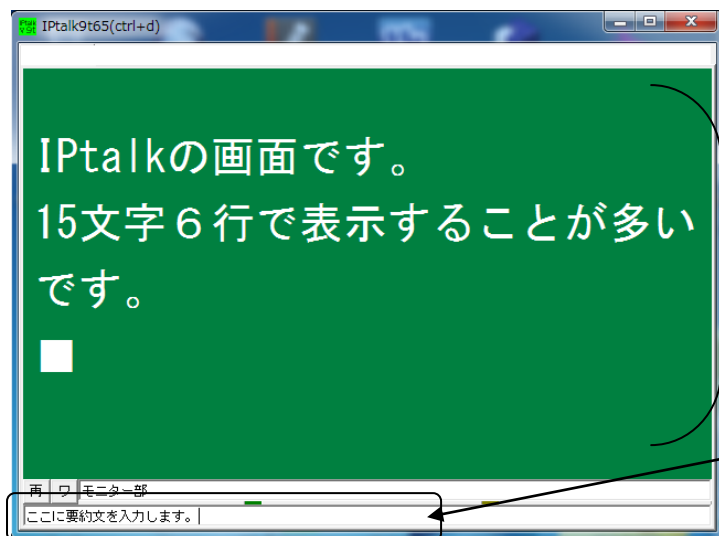 IPtalk9t65(ctrl+d)
IPtalkの画面です。
15文字６行で表示することが多い
です。
再 ワ モニター部
ここに要約文を入力します。